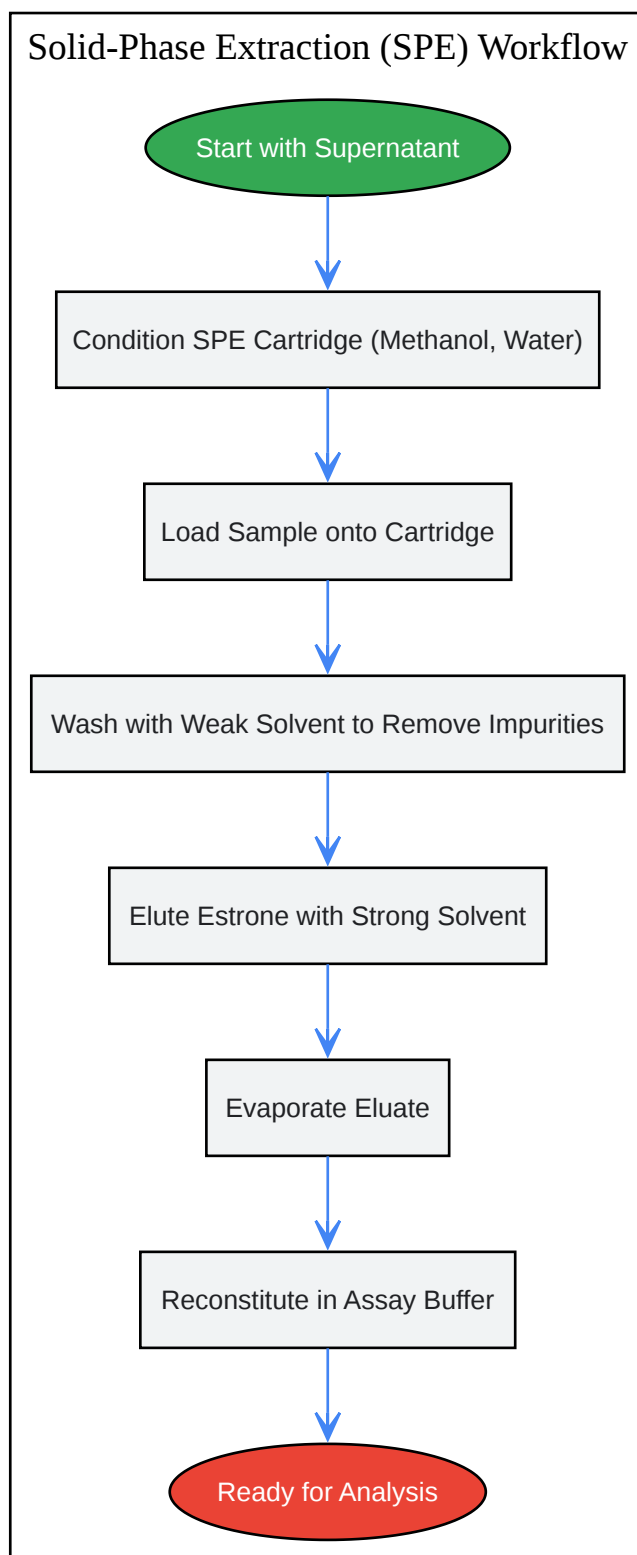 Solid-Phase Extraction (SPE) Workflow
Start with Supernatant
Condition SPE Cartridge (Methanol, Water)
Load Sample onto Cartridge
Wash with Weak Solvent to Remove Impurities
Elute Estrone with Strong Solvent
Evaporate Eluate
Reconstitute in Assay Buffer
Ready for Analysis